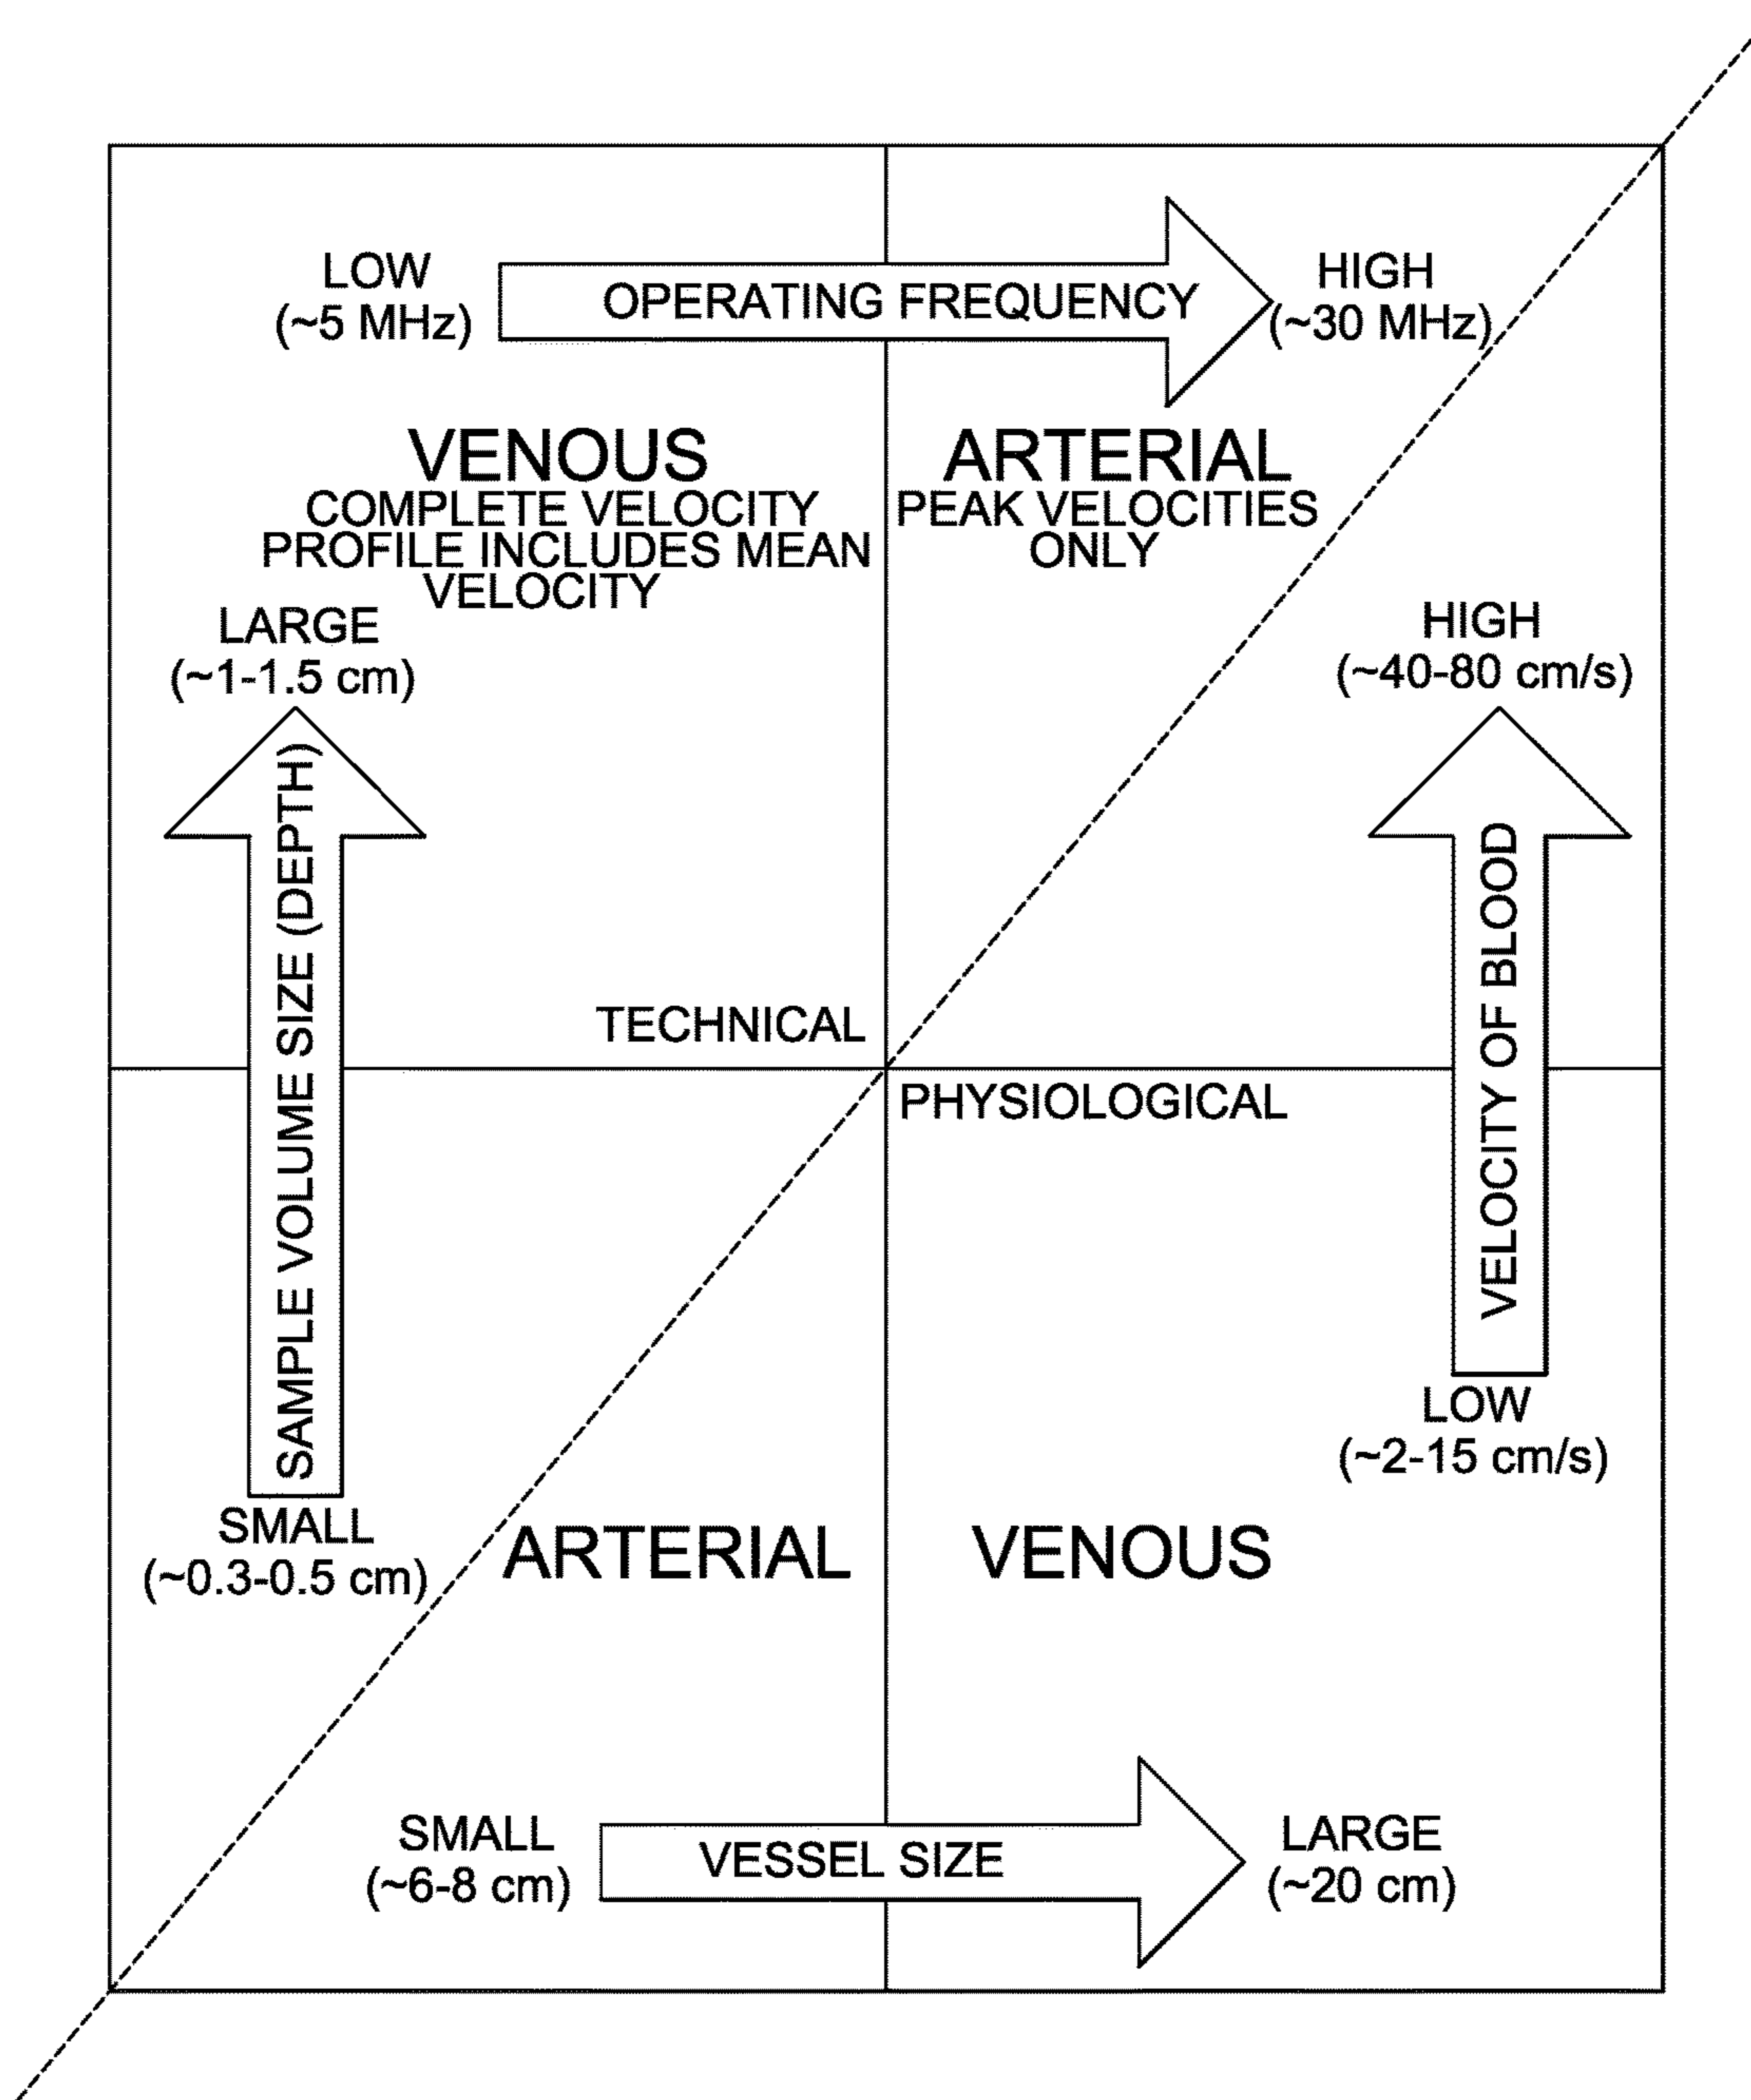 LOW
(~5 MHz)
OPERATING FREQUENCY
HIGH
(~30 MHz)
VENOUS
COMPLETE VELOCITY
PROFILE INCLUDES MEAN
VELOCITY
ARTERIAL
PEAK VELOCITIES
ONLY
LARGE
(~1-1.5 cm)
SAMPLE VOLUME SIZE (DEPTH)
SMALL
(~0.3-0.5 cm)
HIGH
(~40-80 cm/s)
VELOCITY OF BLOOD
LOW
(~2-15 cm/s)
TECHNICAL
PHYSIOLOGICAL
ARTERIAL
VENOUS
SMALL
(~6-8 cm)
VESSEL SIZE
LARGE
(~20 cm)